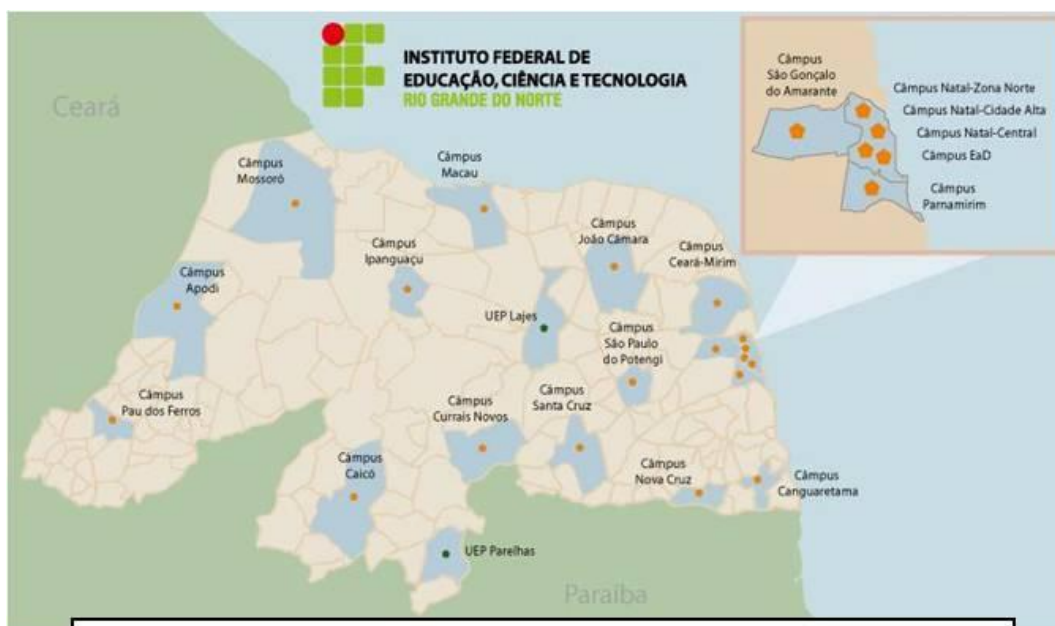 INSTITUTO FEDERAL DE
EDUCAÇÃO, CIÊNCIA E TECNOLOGIA
RIO GRANDE DO NORTE
Ceará
Câmpus
São Gonçalo
do Amarante
Câmpus Natal-Zona Norte
Câmpus Natal-Cidade Alta
Câmpus Natal-Central
Câmpus EaD
Câmpus
Parnamirim
Câmpus
Mossoró
Câmpus
Macau
Câmpus
Ipanguaçu
Câmpus
João Câmara
Câmpus
Ceará-Mirim
Câmpus
Apodi
UEP Lajes
Câmpus
São Paulo
do Potengi
Câmpus
Pau dos Ferros
Câmpus
Currais Novos
Câmpus
Santa Cruz
Câmpus
Caicó
Câmpus
Nova Cruz
Câmpus
Canguaretama
UEP Parelhas
Paraíba